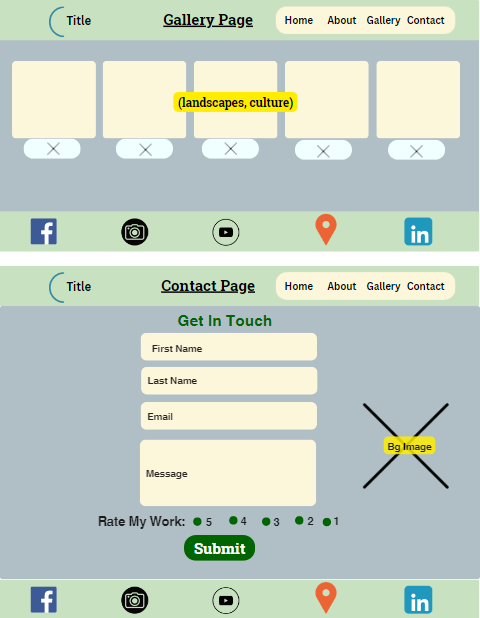 Title Gallery Page Home About Gallery Contact
(landscapes, culture)
Title Contact Page Home About Gallery Contact
Get In Touch
First Name
Last Name
Email
Bg Image
Message
Rate My Work: 5 4 3 2 1
Submit